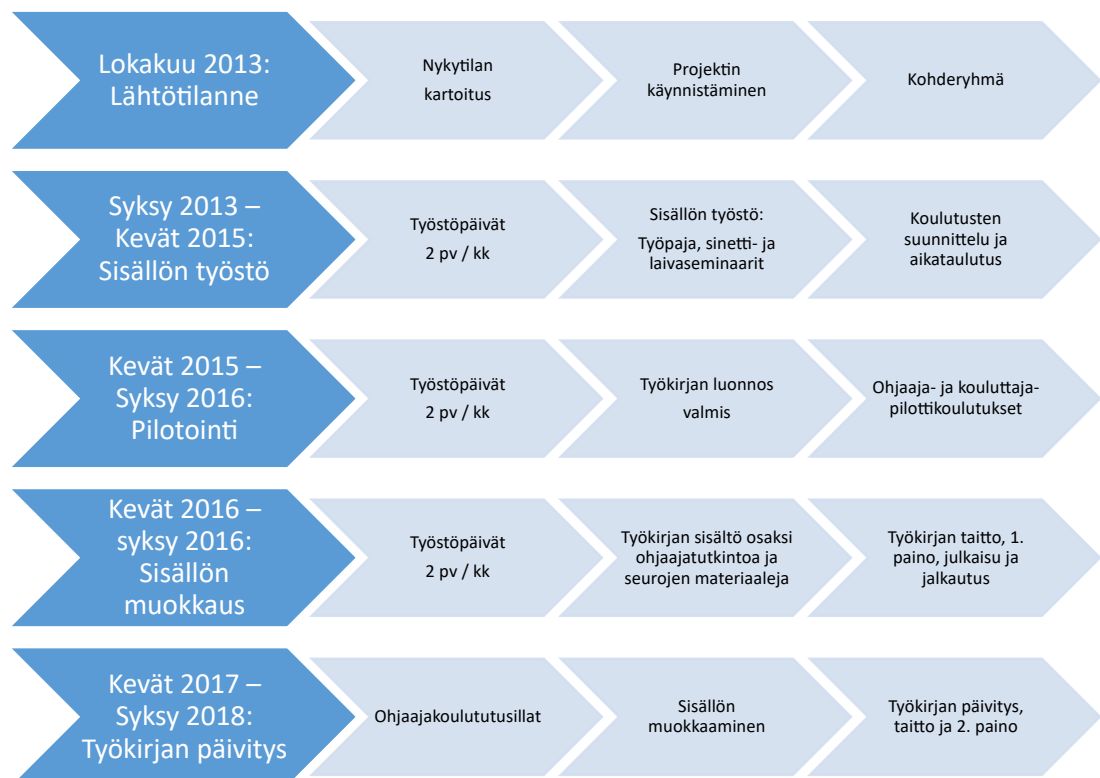 Lokakuu 2013:
Lähtötilanne
Nykytilan
kartoitus
Projektin
käynnistäminen
Kohderyhmä
Syksy 2013 –
Kevät 2015:
Sisällön työstö
Työstöpäivät
2 pv / kk
Sisällön työstö:
Työpaja, sinetti- ja
laivaseminaarit
Koulutusten
suunnittelu ja
aikataulutus
Kevät 2015 –
Syksy 2016:
Pilotointi
Työstöpäivät
2 pv / kk
Työkirjan luonnos
valmis
Ohjaaja- ja kouluttaja-
pilottikoulutukset
Kevät 2016 –
syksy 2016:
Sisällön
muokkaus
Työstöpäivät
2 pv / kk
Työkirjan sisältö osaksi
ohjaajatutkintoa ja
seurojen materiaaleja
Työkirjan taitto, 1.
paino, julkaisu ja
jalkautus
Kevät 2017 –
Syksy 2018:
Työkirjan päivitys
Ohjaajakoulututusillat
Sisällön
muokkaaminen
Työkirjan päivitys,
taitto ja 2. paino